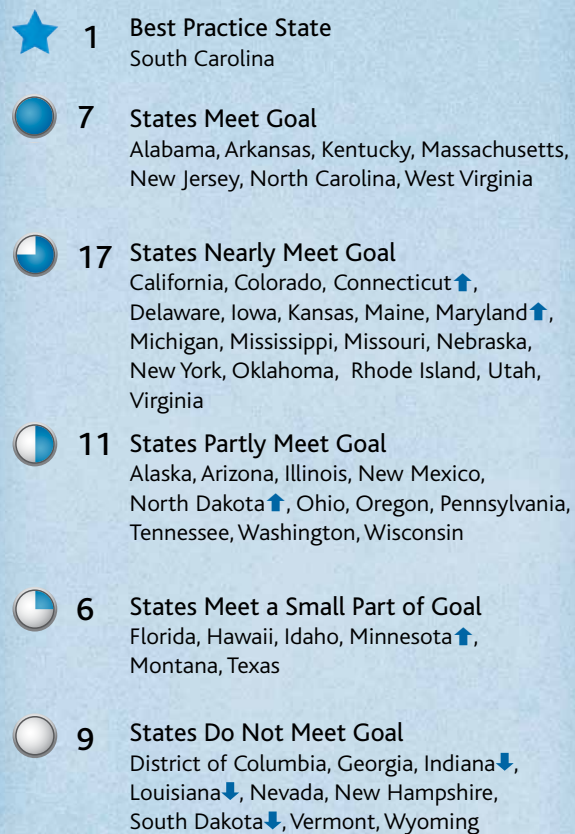 1 Best Practice State
South Carolina
7 States Meet Goal
Alabama, Arkansas, Kentucky, Massachusetts,
New Jersey, North Carolina, West Virginia
17 States Nearly Meet Goal
California, Colorado, Connecticut⬆,
Delaware, Iowa, Kansas, Maine, Maryland⬆,
Michigan, Mississippi, Missouri, Nebraska,
New York, Oklahoma, Rhode Island, Utah,
Virginia
11 States Partly Meet Goal
Alaska, Arizona, Illinois, New Mexico,
North Dakota⬆, Ohio, Oregon, Pennsylvania,
Tennessee, Washington, Wisconsin
6 States Meet a Small Part of Goal
Florida, Hawaii, Idaho, Minnesota⬆,
Montana, Texas
9 States Do Not Meet Goal
District of Columbia, Georgia, Indiana⬇,
Louisiana⬇, Nevada, New Hampshire,
South Dakota⬇, Vermont, Wyoming